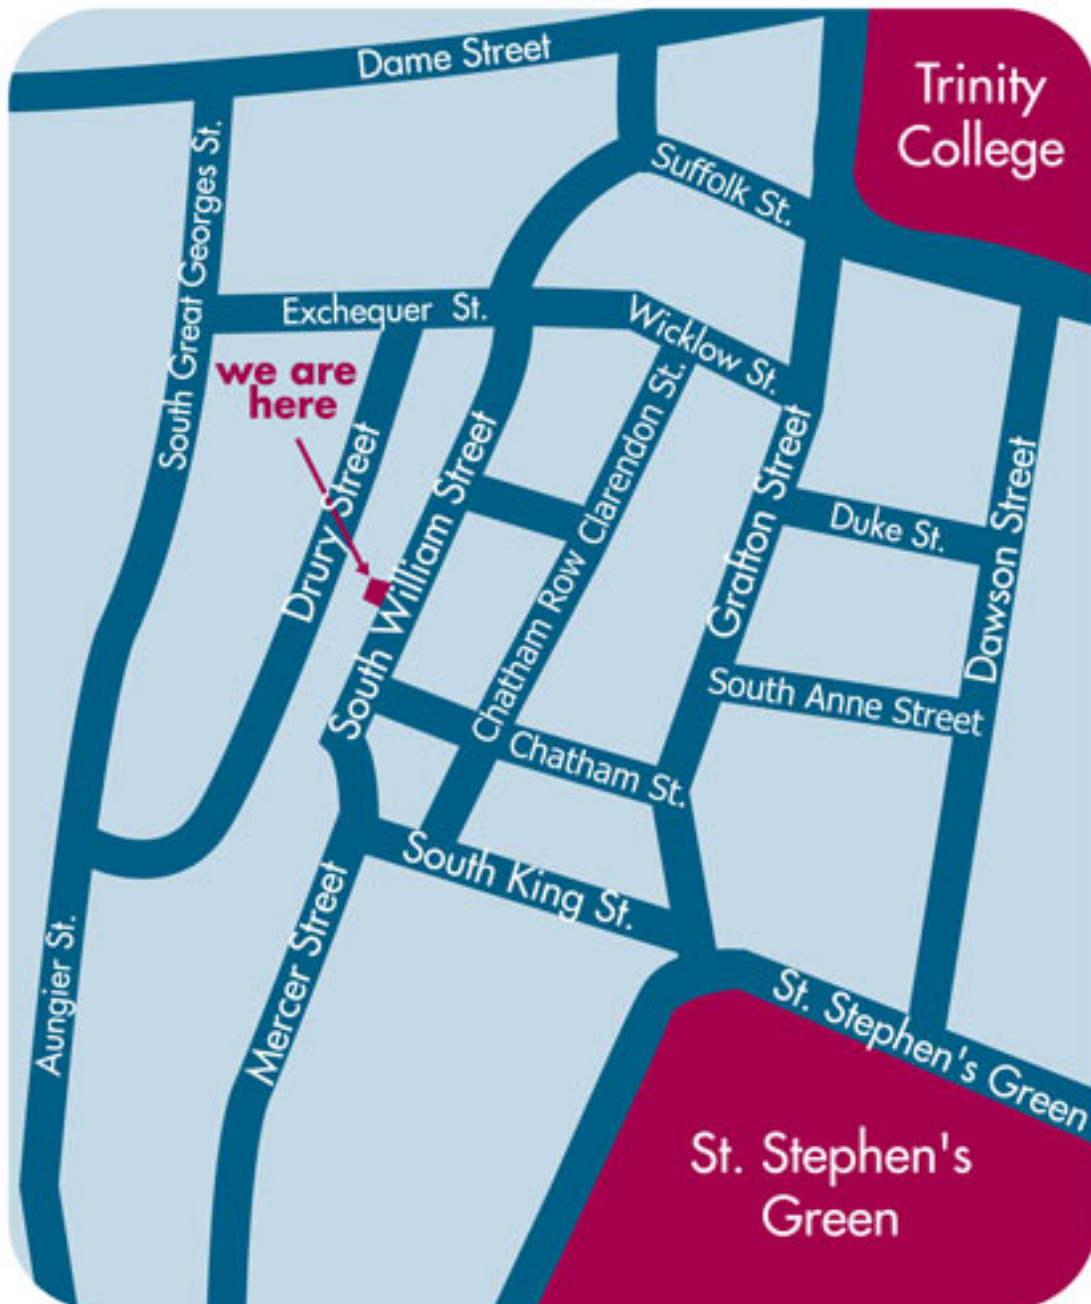 Dame Street
Trinity
College
Suffolk St.
South Great Georges St.
Exchequer St.
Wicklow St.
we are
here
Drury Street
South William Street
Chatham Row Clarendon St.
Grafton Street
Duke St.
Dawson Street
South Anne Street
Chatham St.
South King St.
Mercer Street
Aungier St.
St. Stephen's Green
St. Stephen's
Green